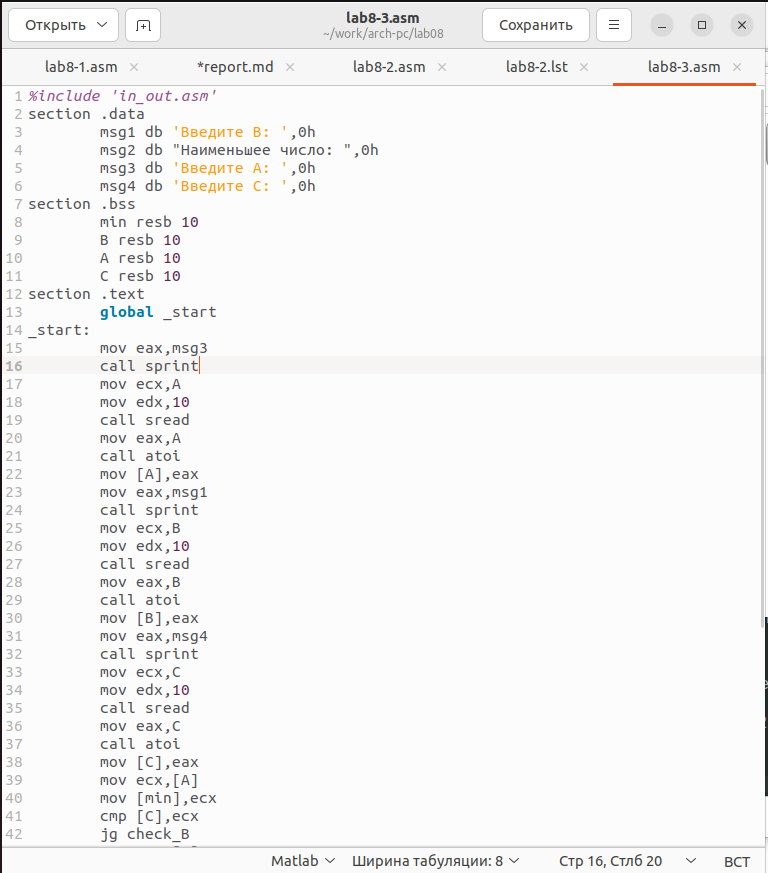 Открыть
lab8-3.asm
~/work/arch-pc/lab08
Сохранить
lab8-1.asm *report.md lab8-2.asm lab8-2.lst lab8-3.asm
1 %include 'in_out.asm'
2 section .data
3 msg1 db 'Введите B: ',0h
4 msg2 db "Наименьшее число: ",0h
5 msg3 db 'Введите A: ',0h
6 msg4 db 'Введите C: ',0h
7 section .bss
8 min resb 10
9 B resb 10
10 A resb 10
11 C resb 10
12 section .text
13 global _start
14 _start:
15 mov eax,msg3
16 call sprint
17 mov ecx,A
18 mov edx,10
19 call sread
20 mov eax,A
21 call atoi
22 mov [A],eax
23 mov eax,msg1
24 call sprint
25 mov ecx,B
26 mov edx,10
27 call sread
28 mov eax,B
29 call atoi
30 mov [B],eax
31 mov eax,msg4
32 call sprint
33 mov ecx,C
34 mov edx,10
35 call sread
36 mov eax,C
37 call atoi
38 mov [C],eax
39 mov ecx,[A]
40 mov [min],ecx
41 cmp [C],ecx
42 jg check_B
Matlab Ширина табуляции: 8 Стр 16, Стлб 20 ВСТ